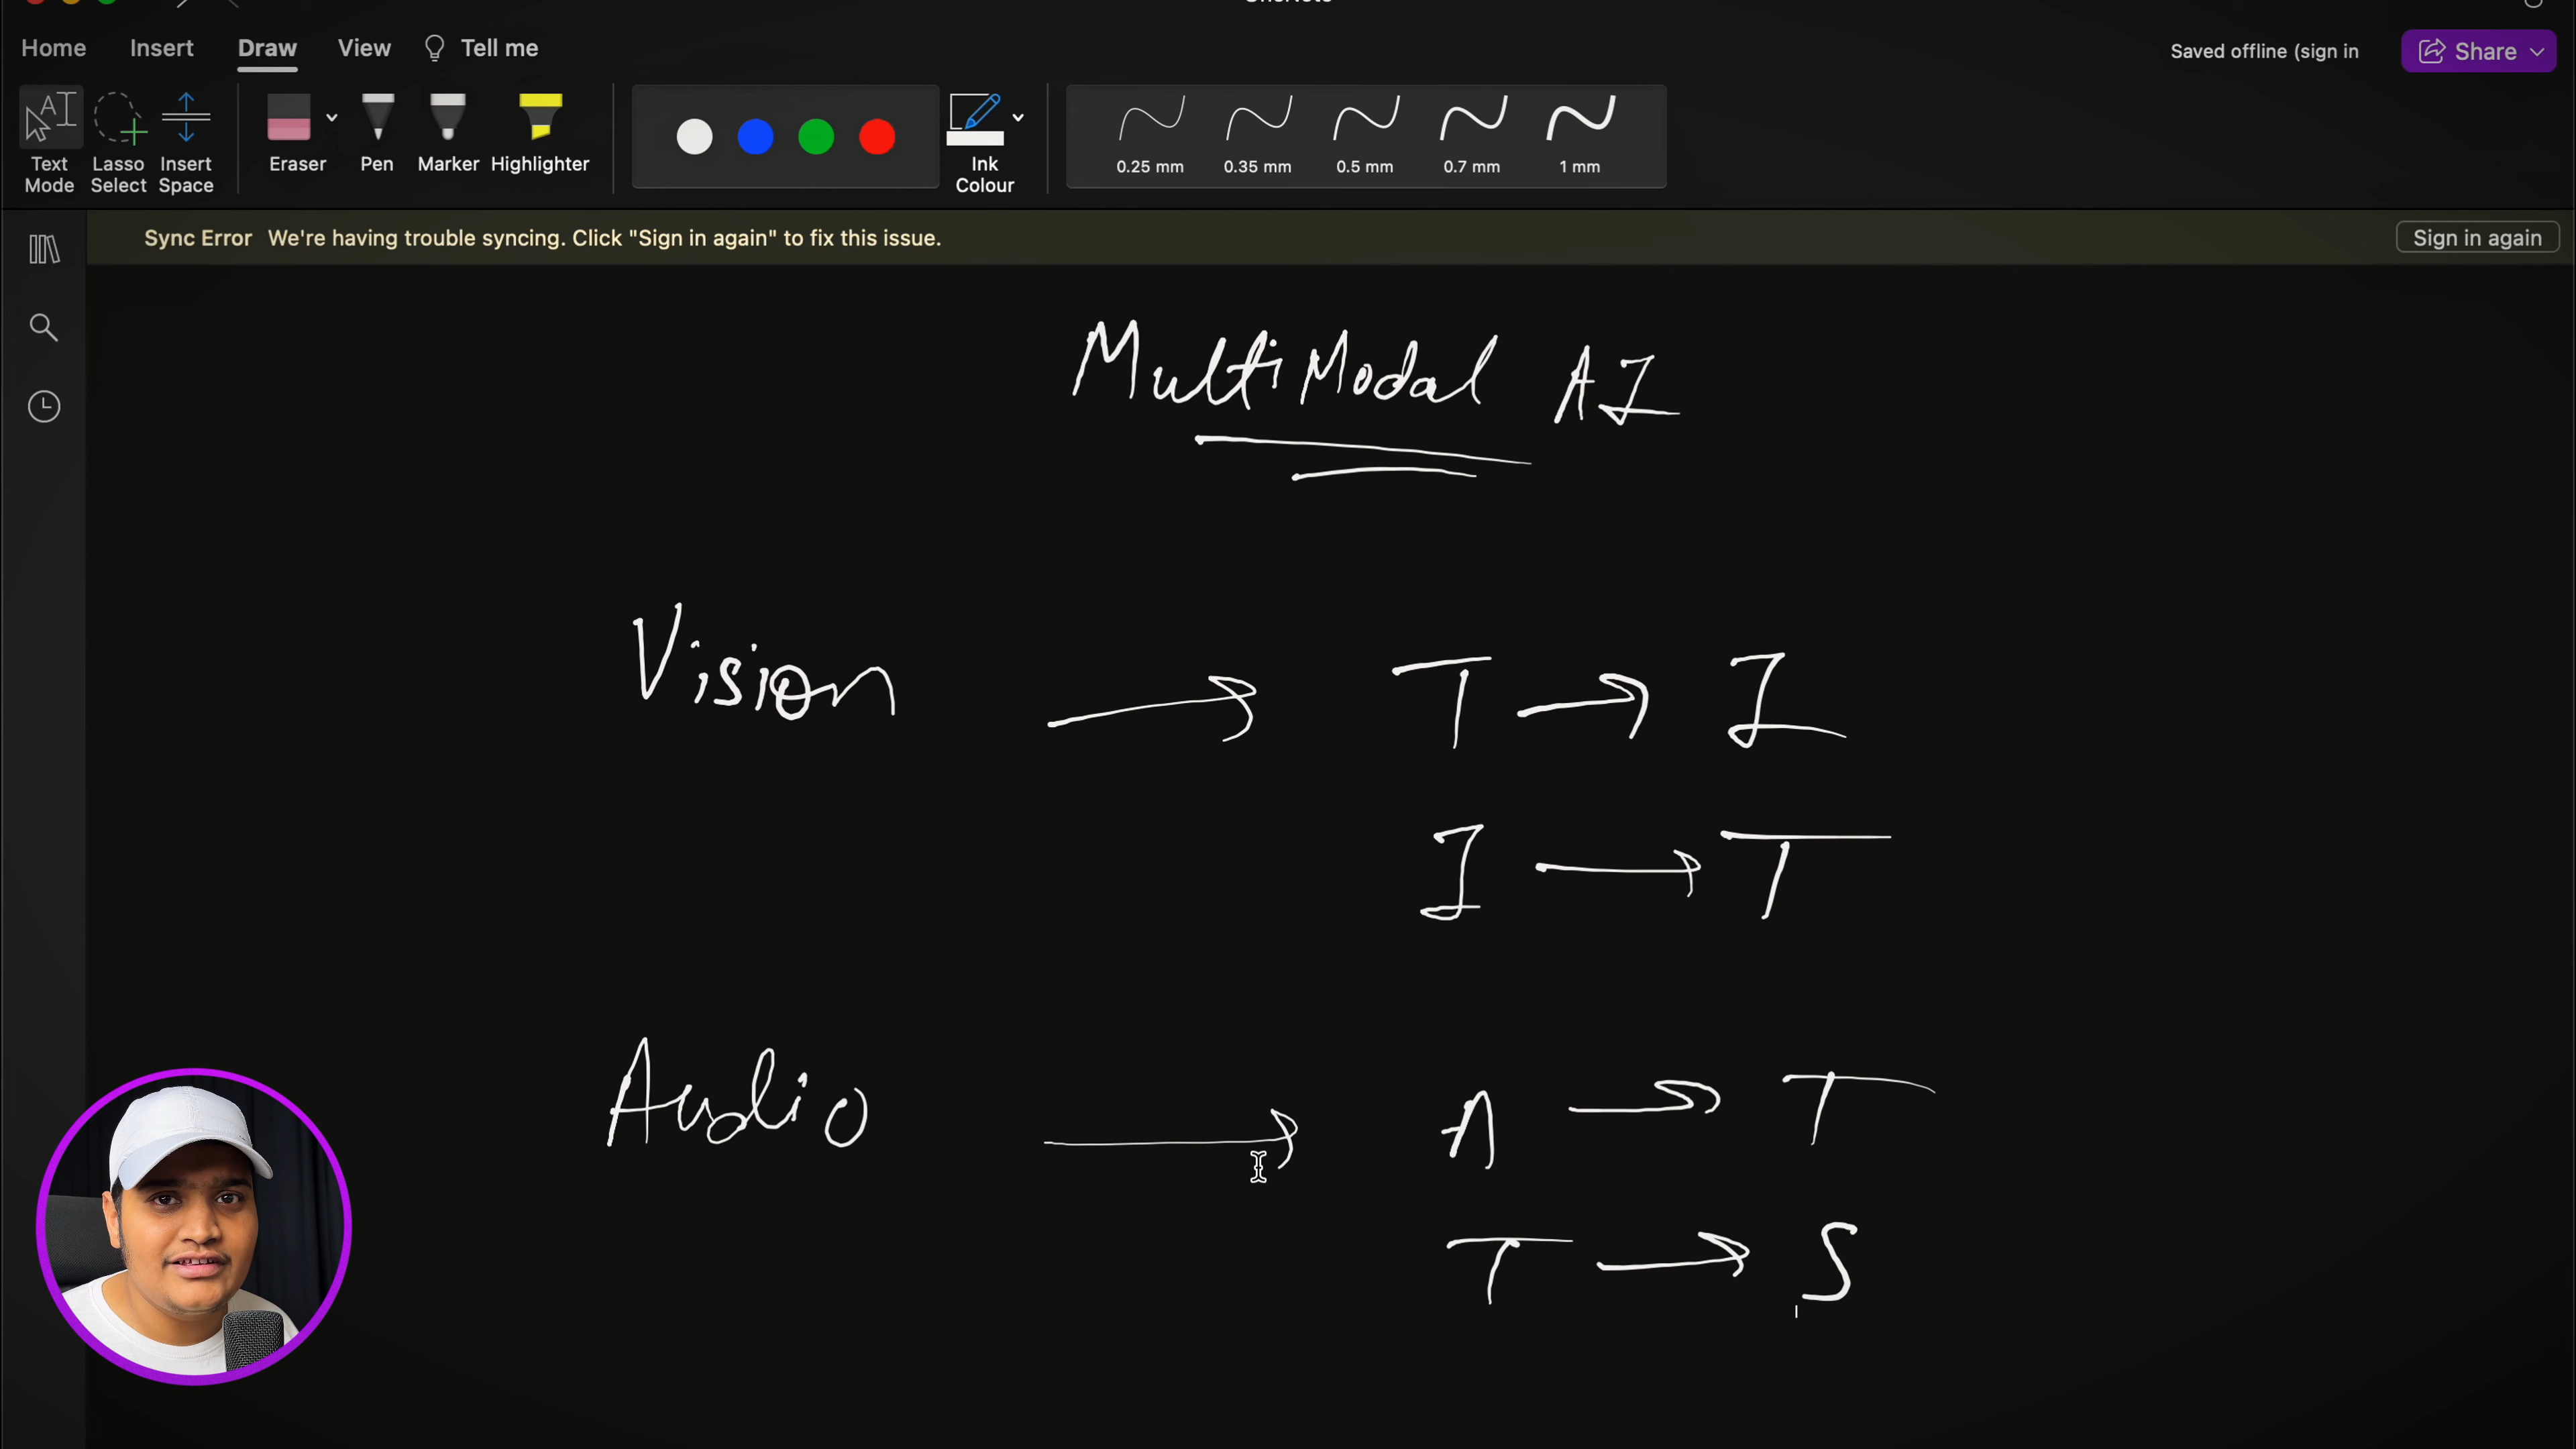 Home Insert Draw View Tell me
Saved offline (sign in
Share
Text Mode
Lasso Select
Insert Space
Eraser
Pen
Marker
Highlighter
Ink Colour
0.25 mm
0.35 mm
0.5 mm
0.7 mm
1 mm
Sync Error We're having trouble syncing. Click "Sign in again" to fix this issue.
Sign in again
MultiModal AI
Vision → T → I
I → T
Audio → A → T
T → S